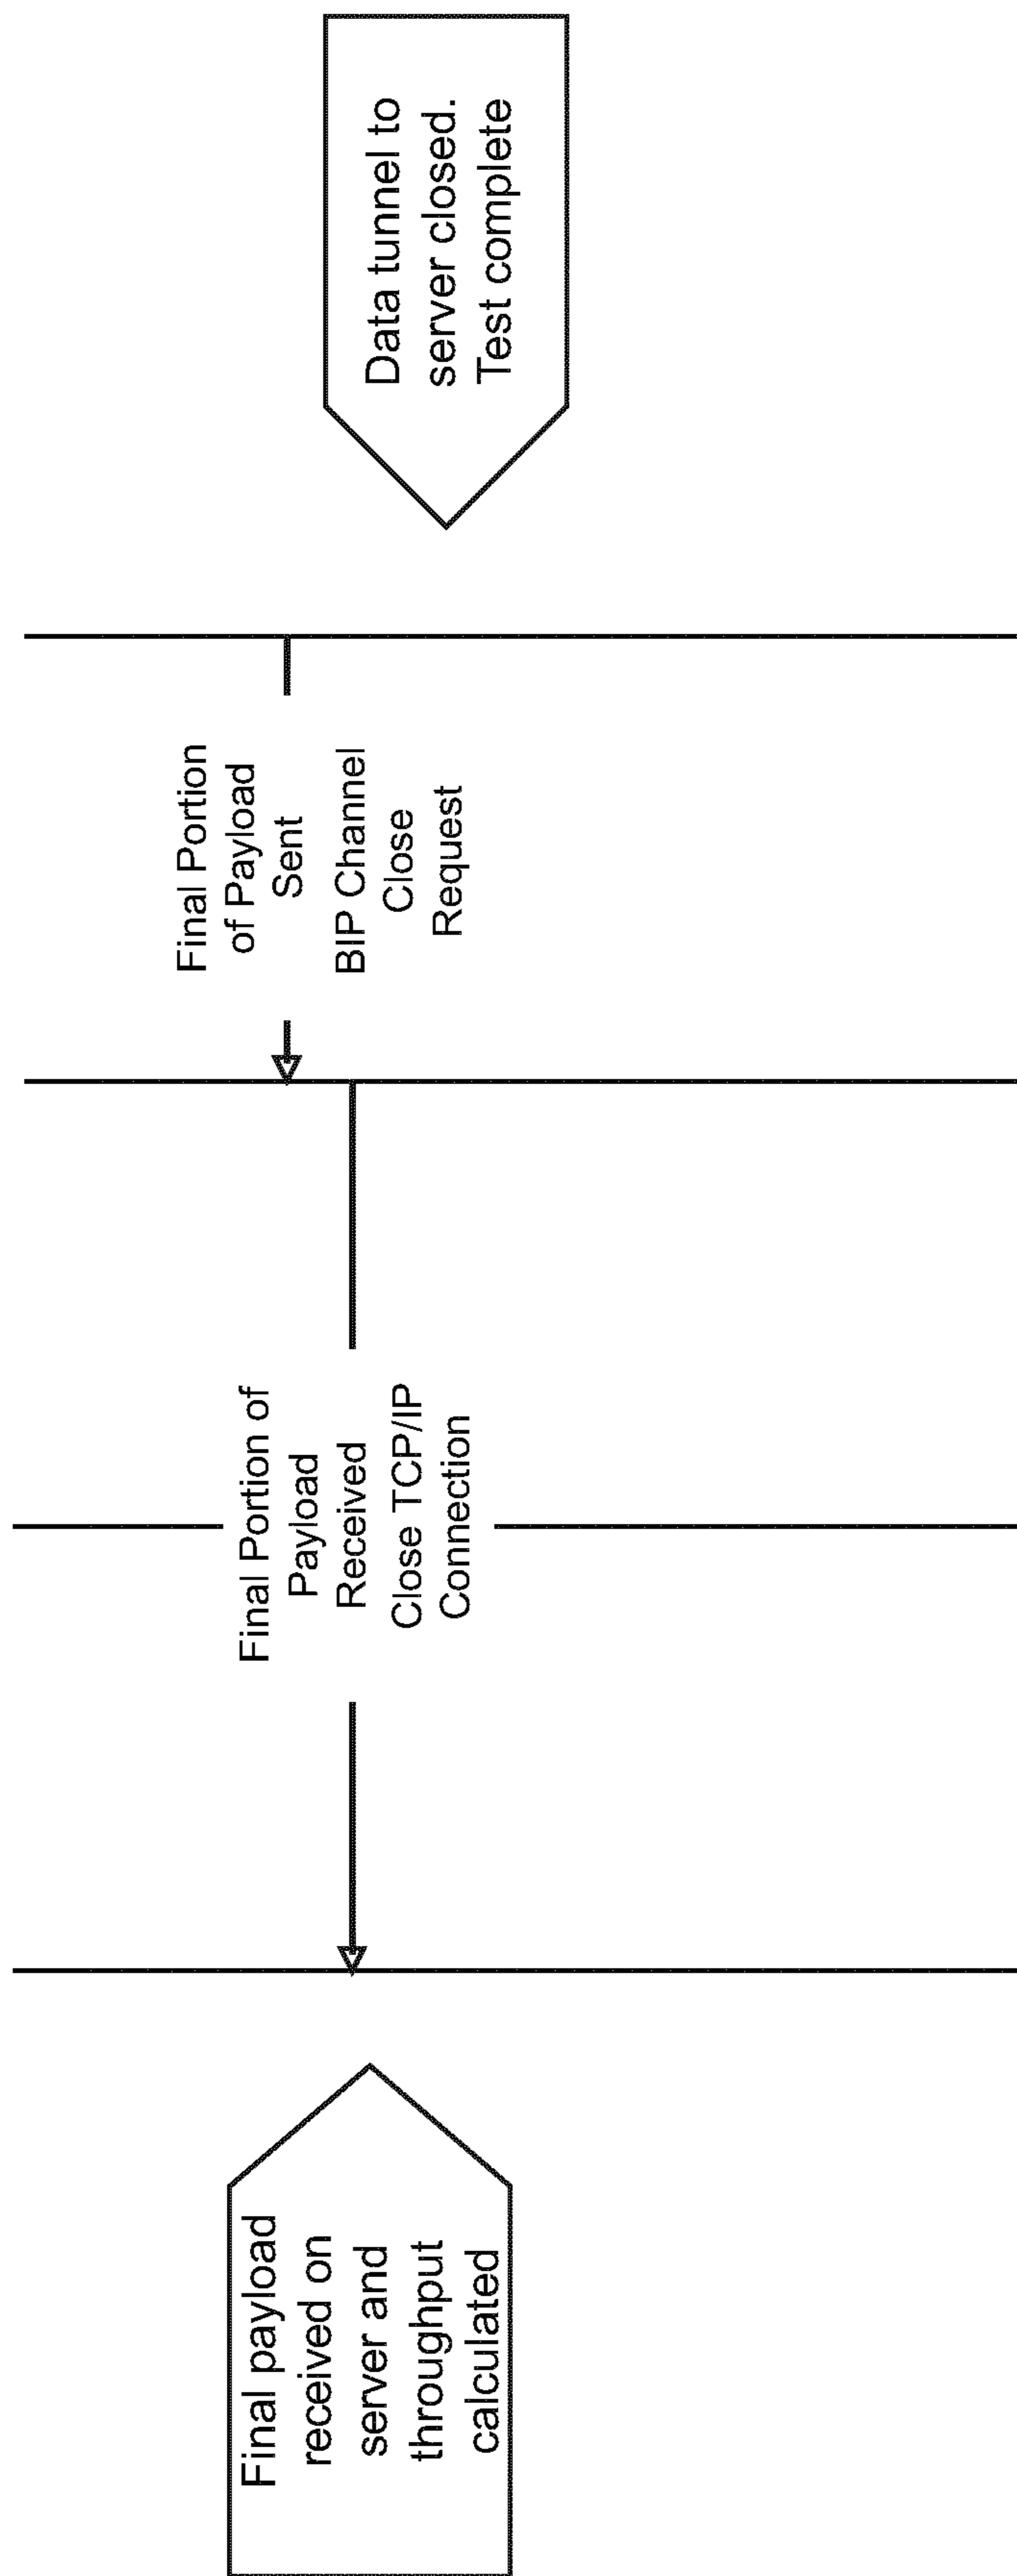 Final payload
received on
server and
throughput
calculated
Final Portion of
Payload
Received
Close TCP/IP
Connection
Final Portion
of Payload
Sent
BIP Channel
Close
Request
Data tunnel to
server closed.
Test complete